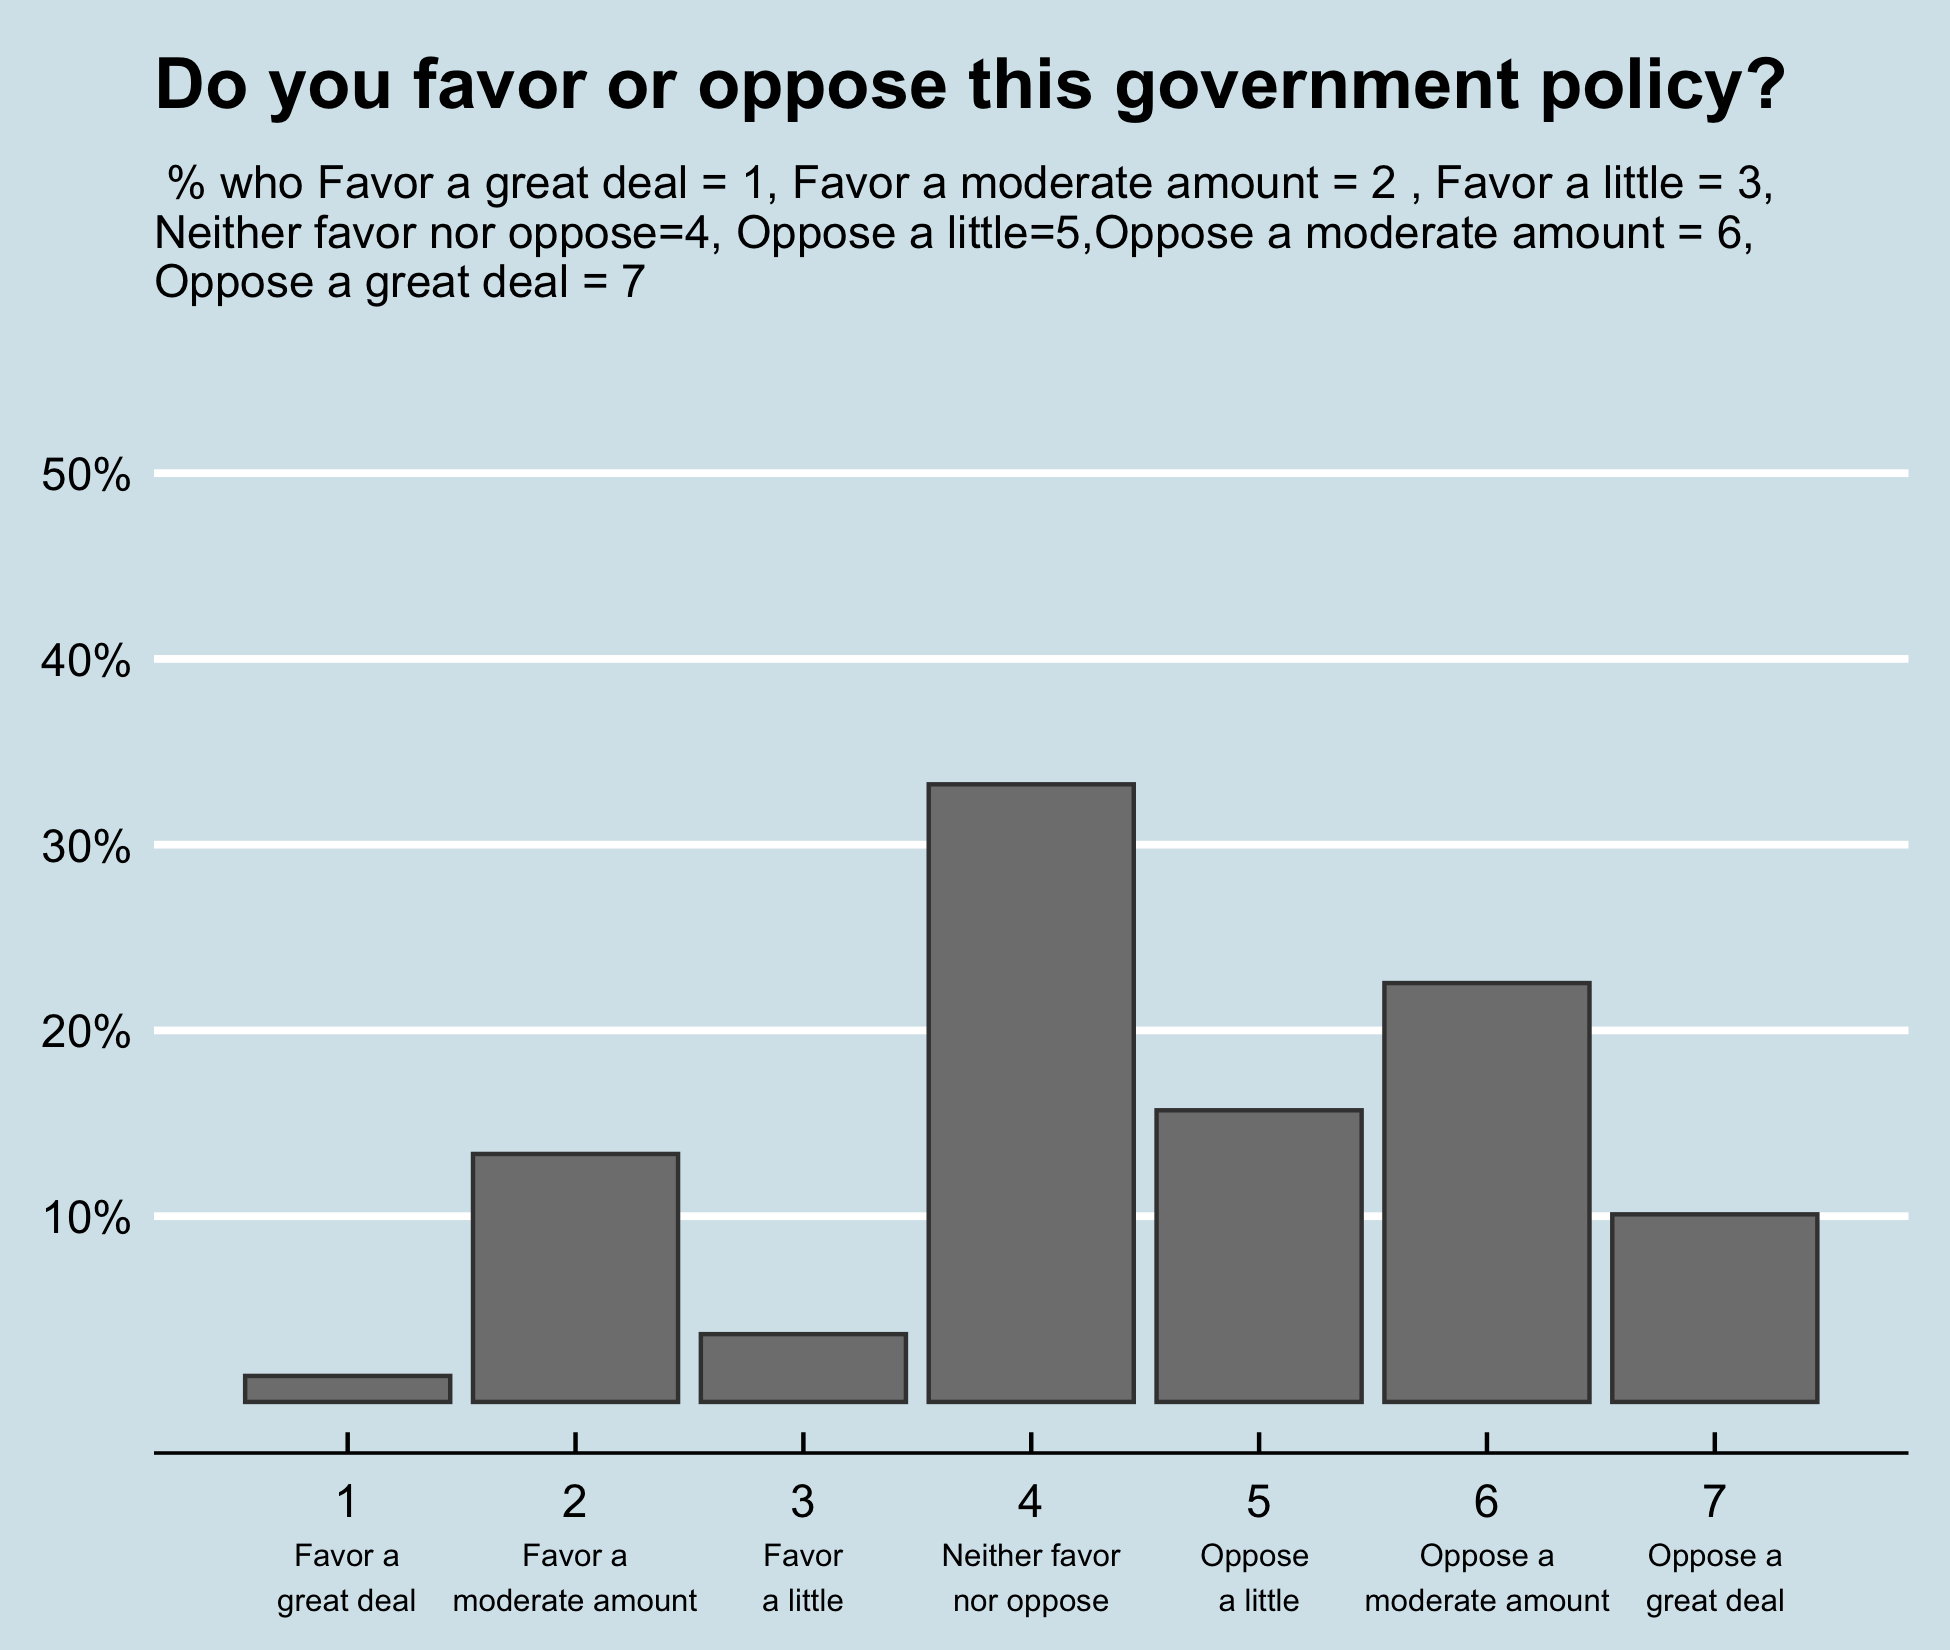 Do you favor or oppose this government policy?
% who Favor a great deal = 1, Favor a moderate amount = 2 , Favor a little = 3,
Neither favor nor oppose=4, Oppose a little=5,Oppose a moderate amount = 6,
Oppose a great deal = 7
50%
40%
30%
20%
10%
1 2 3 4 5 6 7
Favor a Favor a Favor Neither favor Oppose Oppose a Oppose a
great deal moderate amount a little nor oppose a little moderate amount great deal